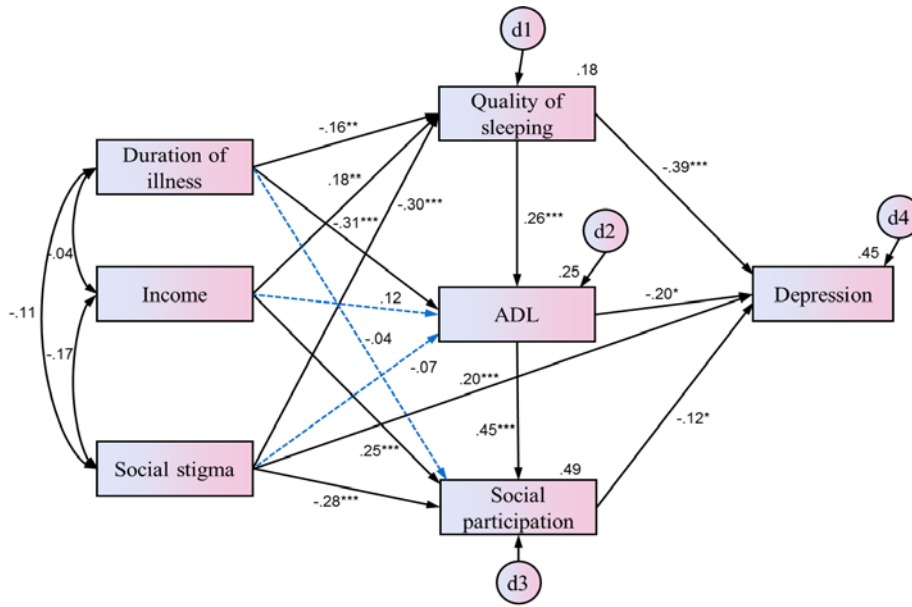 d1
.18
Quality of
sleeping
-.16**
Duration of
illness
-.39***
.18**
-.30***
-.31***
.26***
d2
d4
-.04
.25
.45
Income
.12
ADL
-.20*
Depression
-.11
-.04
-.17
-.07
.20***
-.12*
.25***
.45***
Social stigma
.49
-.28***
Social
participation
d3